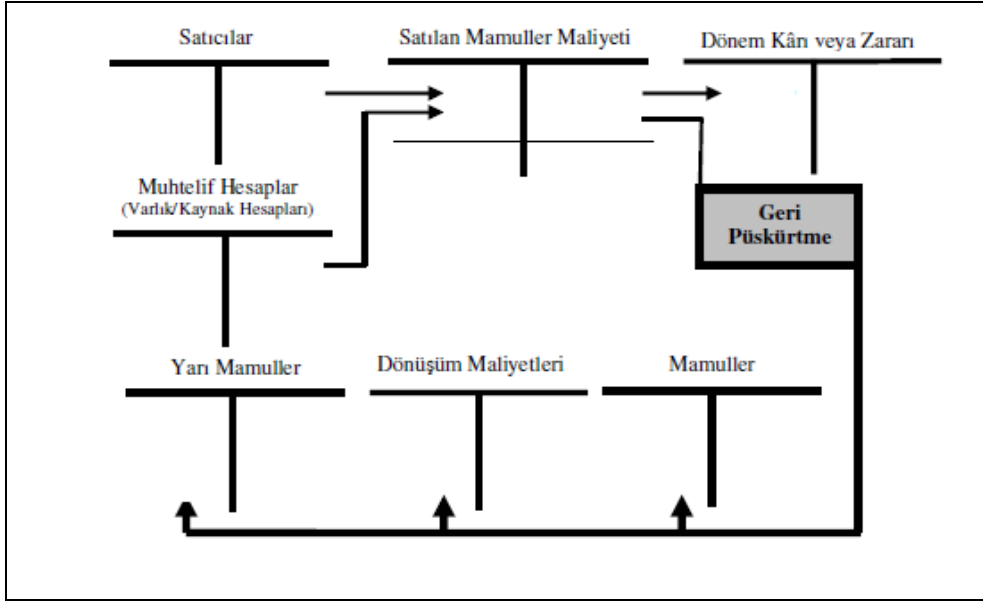 Satıcılar
Satılan Mamuller Maliyeti
Dönem Kârı veya Zararı
Muhtelif Hesaplar
(Varlık/Kaynak Hesapları)
Geri
Püskürtme
Yarı Mamuller
Dönüşüm Maliyetleri
Mamuller